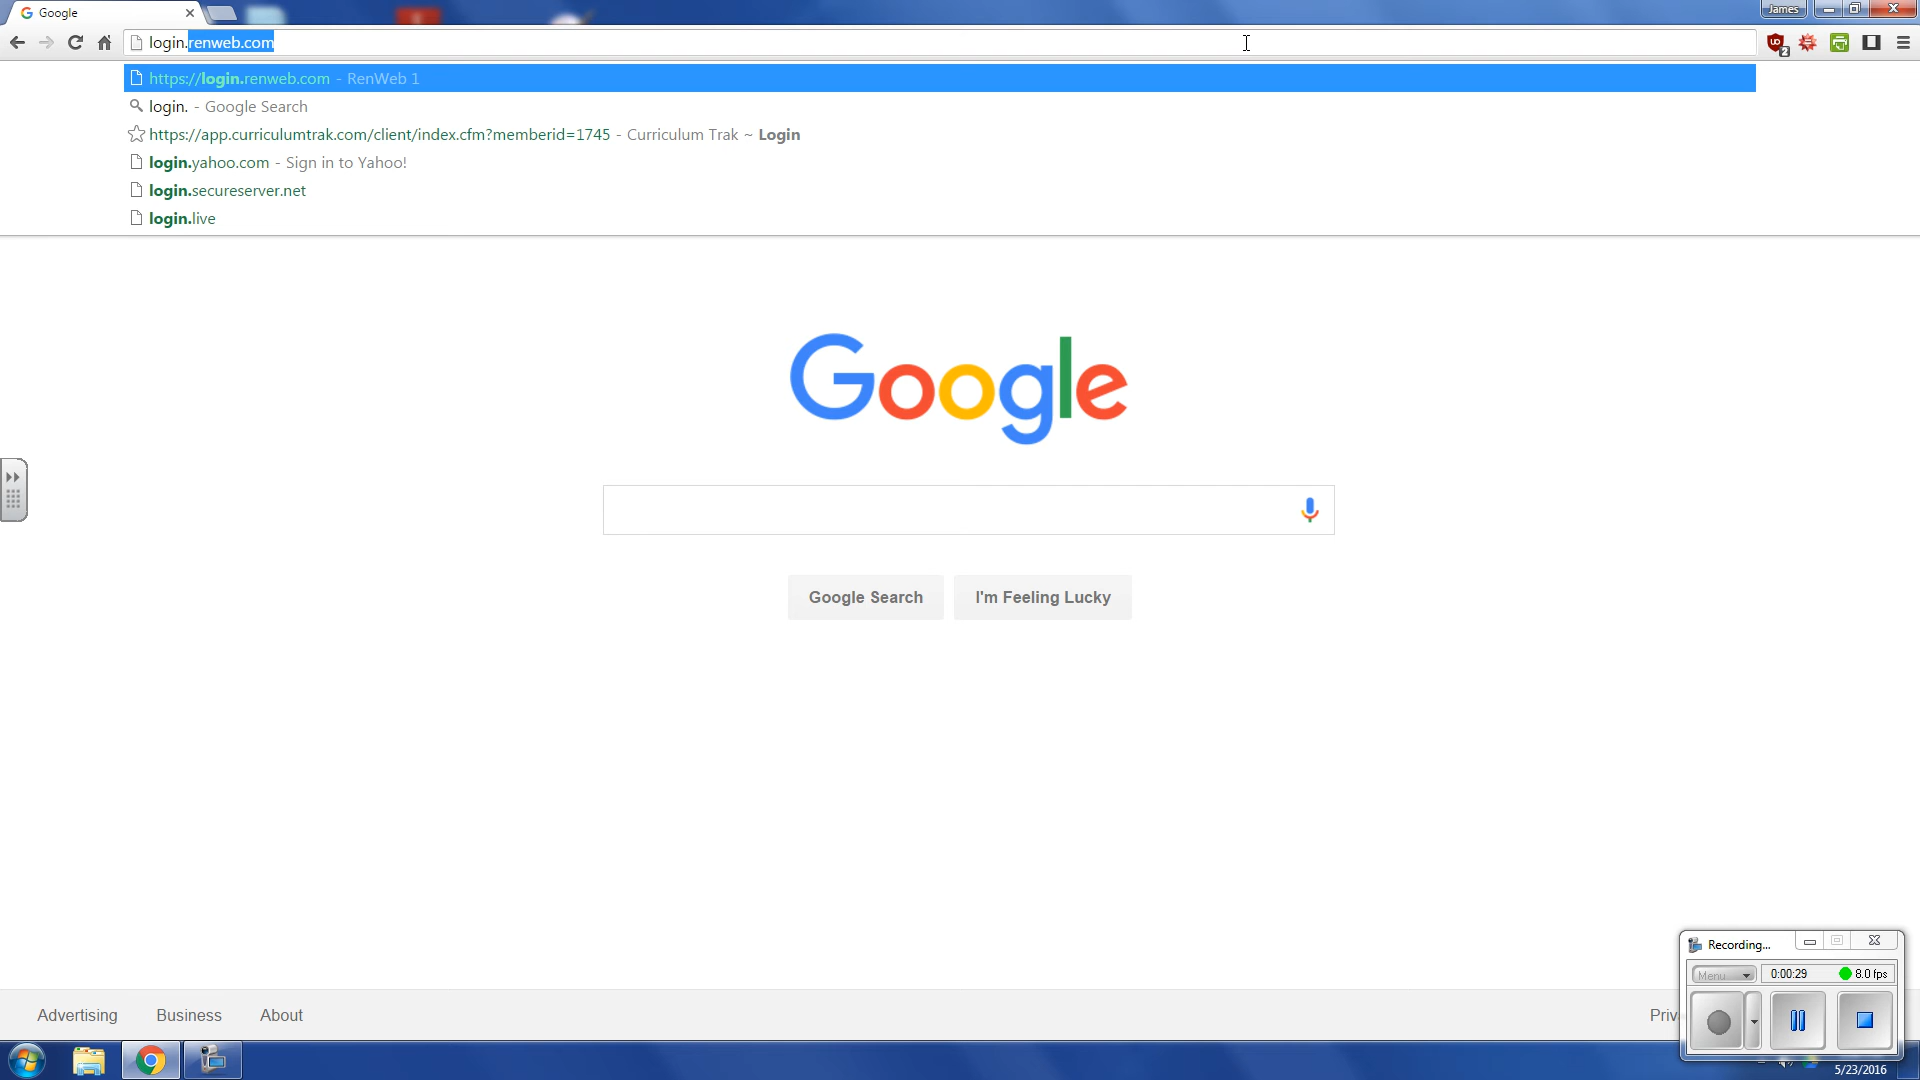 Google
James
login.renweb.com
2
https://login.renweb.com - RenWeb 1
login. - Google Search
https://app.curriculumtrak.com/client/index.cfm?memberid=1745 - Curriculum Trak ~ Login
login.yahoo.com - Sign in to Yahoo!
login.secureserver.net
login.live
Google
Google Search
I'm Feeling Lucky
Recording...
Menu
0:00:29
8.0 fps
Advertising
Business
About
Priv
5/23/2016